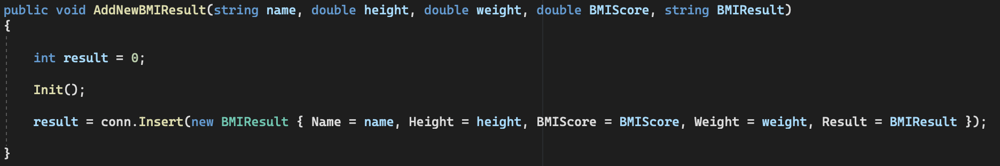 public void AddNewBMIResult(string name, double height, double weight, double BMIScore, string BMIResult)
{
int result = 0;
Init();
result = conn.Insert(new BMIResult { Name = name, Height = height, BMIScore = BMIScore, Weight = weight, Result = BMIResult });
}